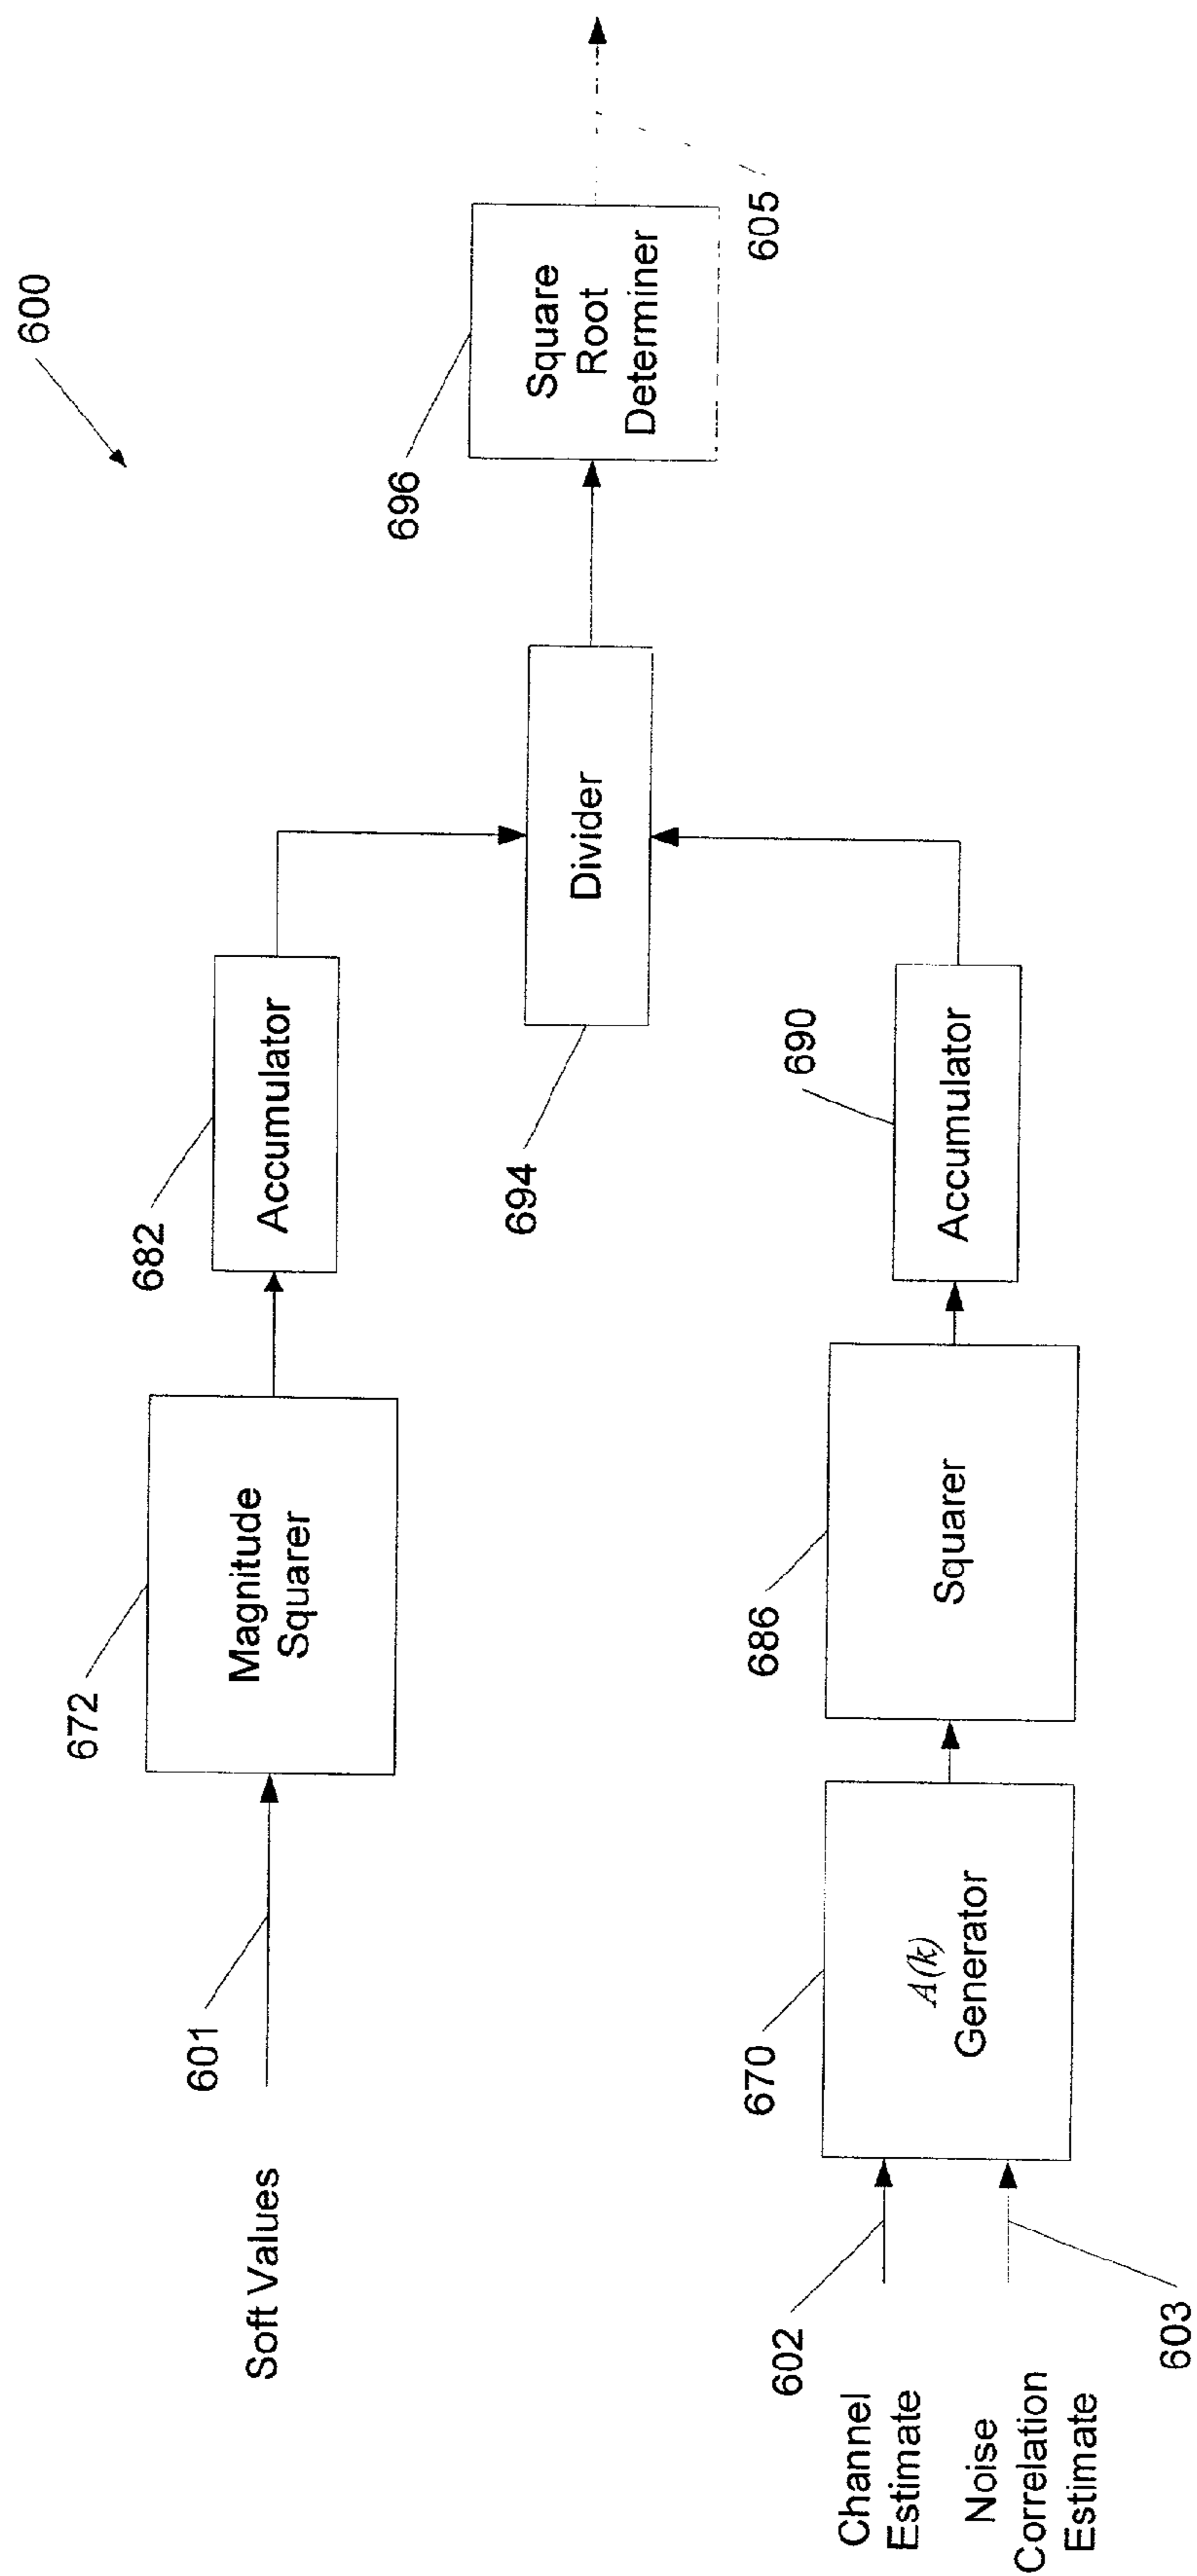 600
Soft Values
601
672
Magnitude
Squarer
682
Accumulator
694
Divider
696
Square
Root
Determiner
605
Channel
Estimate
602
Noise
Correlation
Estimate
603
670
A(k)
Generator
686
Squarer
690
Accumulator